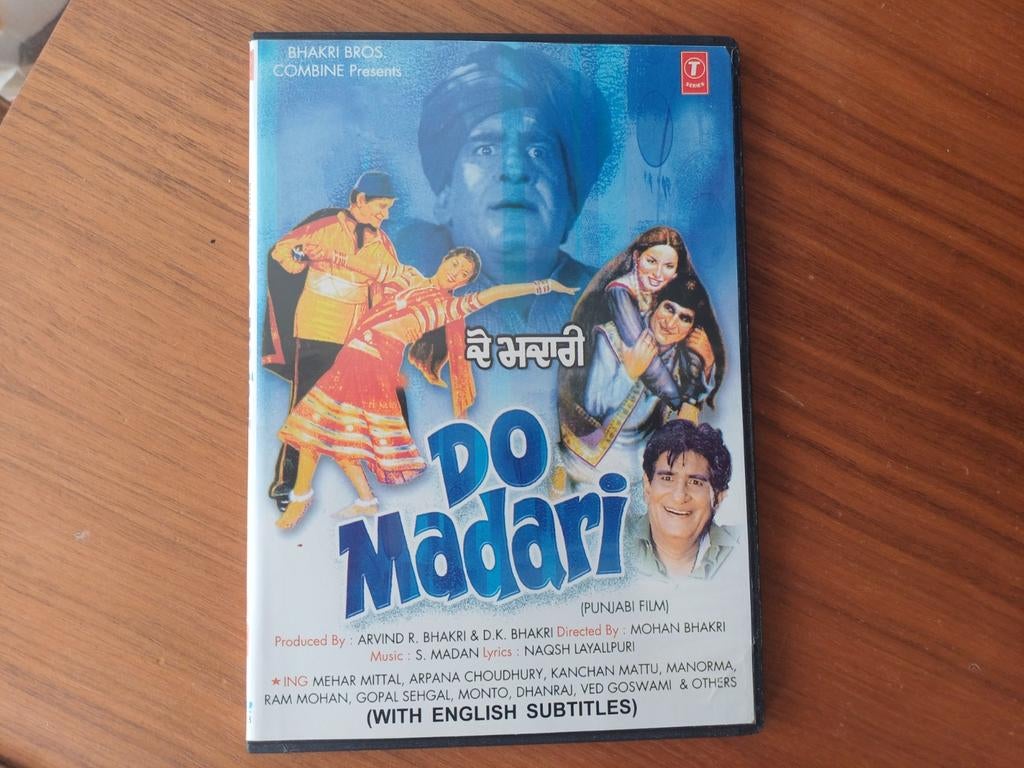 BHAKRI BROS.
COMBINE Presents
T
SERIES
ਦੋ ਮਦਾਰੀ
DO
Madari
(PUNJABI FILM)
Produced By : ARVIND R. BHAKRI & D.K. BHAKRI Directed By : MOHAN BHAKRI
Music : S. MADAN Lyrics : NAQSH LAYALLPURI
★ING MEHAR MITTAL, ARPANA CHOUDHURY, KANCHAN MATTU, MANORMA,
RAM MOHAN, GOPAL SEHGAL, MONTO, DHANRAJ, VED GOSWAMI & OTHERS
(WITH ENGLISH SUBTITLES)